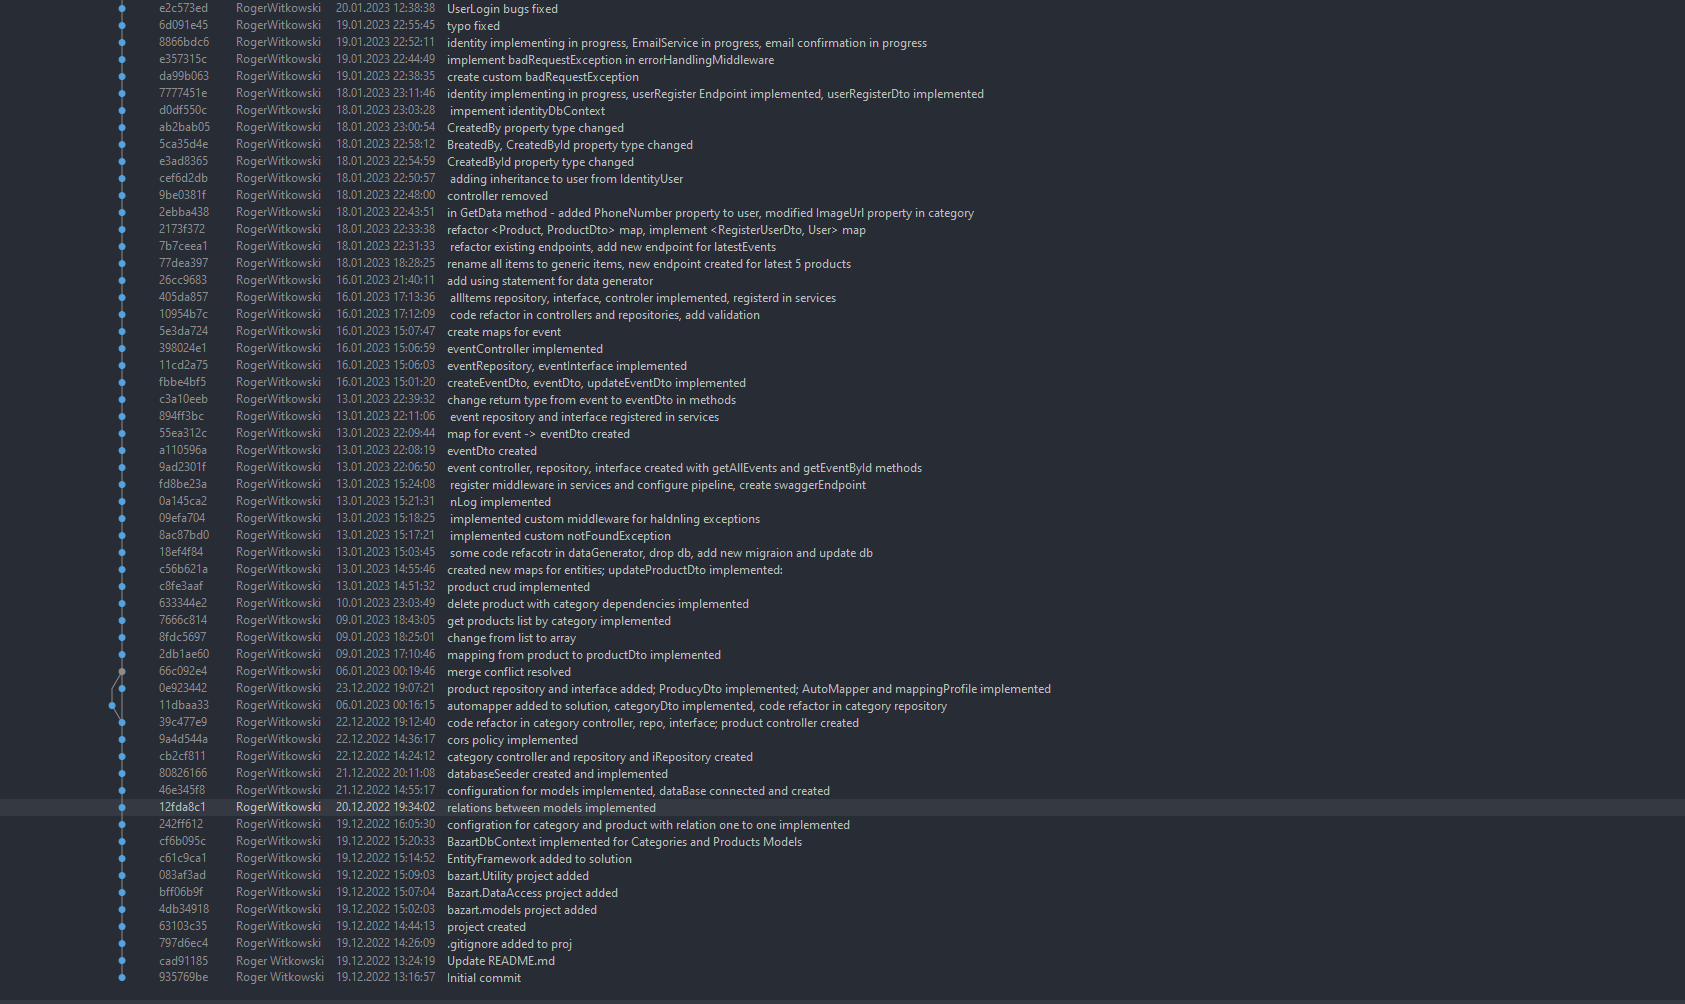 e2c573ed RogerWitkowski 20.01.2023 12:38:38 UserLogin bugs fixed
6d091e45 RogerWitkowski 19.01.2023 22:55:45 typo fixed
8866bdc6 RogerWitkowski 19.01.2023 22:52:11 identity implementing in progress, EmailService in progress, email confirmation in progress
e357315c RogerWitkowski 19.01.2023 22:44:49 implement badRequestException in errorHandlingMiddleware
da99b063 RogerWitkowski 19.01.2023 22:38:35 create custom badRequestException
7777451e RogerWitkowski 18.01.2023 23:11:46 identity implementing in progress, userRegister Endpoint implemented, userRegisterDto implemented
d0df550c RogerWitkowski 18.01.2023 23:03:28 impement identityDbContext
ab2bab05 RogerWitkowski 18.01.2023 23:00:54 CreatedBy property type changed
5ca35d4e RogerWitkowski 18.01.2023 22:58:12 BreatedBy, CreatedById property type changed
e3ad8365 RogerWitkowski 18.01.2023 22:54:59 CreatedById property type changed
cef6d2db RogerWitkowski 18.01.2023 22:50:57 adding inheritance to user from IdentityUser
9be0381f RogerWitkowski 18.01.2023 22:48:00 controller removed
2ebba438 RogerWitkowski 18.01.2023 22:43:51 in GetData method - added PhoneNumber property to user, modified ImageUrl property in category
2173f372 RogerWitkowski 18.01.2023 22:33:38 refactor <Product, ProductDto> map, implement <RegisterUserDto, User> map
7b7ceea1 RogerWitkowski 18.01.2023 22:31:33 refactor existing endpoints, add new endpoint for latestEvents
77dea397 RogerWitkowski 18.01.2023 18:28:25 rename all items to generic items, new endpoint created for latest 5 products
26cc9683 RogerWitkowski 16.01.2023 21:40:11 add using statement for data generator
405da857 RogerWitkowski 16.01.2023 17:13:36 allItems repository, interface, controler implemented, registerd in services
10954b7c RogerWitkowski 16.01.2023 17:12:09 code refactor in controllers and repositories, add validation
5e3da724 RogerWitkowski 16.01.2023 15:07:47 create maps for event
398024e1 RogerWitkowski 16.01.2023 15:06:59 eventController implemented
11cd2a75 RogerWitkowski 16.01.2023 15:06:03 eventRepository, eventInterface implemented
fbbe4bf5 RogerWitkowski 16.01.2023 15:01:20 createEventDto, eventDto, updateEventDto implemented
c3a10eeb RogerWitkowski 13.01.2023 22:39:32 change return type from event to eventDto in methods
894ff3bc RogerWitkowski 13.01.2023 22:11:06 event repository and interface registered in services
55ea312c RogerWitkowski 13.01.2023 22:09:44 map for event -> eventDto created
a110596a RogerWitkowski 13.01.2023 22:08:19 eventDto created
9ad2301f RogerWitkowski 13.01.2023 22:06:50 event controller, repository, interface created with getAllEvents and getEventById methods
fd8be23a RogerWitkowski 13.01.2023 15:24:08 register middleware in services and configure pipeline, create swaggerEndpoint
0a145ca2 RogerWitkowski 13.01.2023 15:21:31 nLog implemented
09efa704 RogerWitkowski 13.01.2023 15:18:25 implemented custom middleware for haldnling exceptions
8ac87bd0 RogerWitkowski 13.01.2023 15:17:21 implemented custom notFoundException
18ef4f84 RogerWitkowski 13.01.2023 15:03:45 some code refacotr in dataGenerator, drop db, add new migraion and update db
c56b621a RogerWitkowski 13.01.2023 14:55:46 created new maps for entities; updateProductDto implemented:
c8fe3aaf RogerWitkowski 13.01.2023 14:51:32 product crud implemented
633344e2 RogerWitkowski 10.01.2023 23:03:49 delete product with category dependencies implemented
7666c814 RogerWitkowski 09.01.2023 18:43:05 get products list by category implemented
8fdc5697 RogerWitkowski 09.01.2023 18:25:01 change from list to array
2db1ae60 RogerWitkowski 09.01.2023 17:10:46 mapping from product to productDto implemented
66c092e4 RogerWitkowski 06.01.2023 00:19:46 merge conflict resolved
0e923442 RogerWitkowski 23.12.2022 19:07:21 product repository and interface added; ProducyDto implemented; AutoMapper and mappingProfile implemented
11dbaa33 RogerWitkowski 06.01.2023 00:16:15 automapper added to solution, categoryDto implemented, code refactor in category repository
39c477e9 RogerWitkowski 22.12.2022 19:12:40 code refactor in category controller, repo, interface; product controller created
9a4d544a RogerWitkowski 22.12.2022 14:36:17 cors policy implemented
cb2cf811 RogerWitkowski 22.12.2022 14:24:12 category controller and repository and iRepository created
80826166 RogerWitkowski 21.12.2022 20:11:08 databaseSeeder created and implemented
46e345f8 RogerWitkowski 21.12.2022 14:55:17 configuration for models implemented, dataBase connected and created
12fda8c1 RogerWitkowski 20.12.2022 19:34:02 relations between models implemented
242ff612 RogerWitkowski 19.12.2022 16:05:30 configration for category and product with relation one to one implemented
cf6b095c RogerWitkowski 19.12.2022 15:20:33 BazartDbContext implemented for Categories and Products Models
c61c9ca1 RogerWitkowski 19.12.2022 15:14:52 EntityFramework added to solution
083af3ad RogerWitkowski 19.12.2022 15:09:03 bazart.Utility project added
bff06b9f RogerWitkowski 19.12.2022 15:07:04 Bazart.DataAccess project added
4db34918 RogerWitkowski 19.12.2022 15:02:03 bazart.models project added
63103c35 RogerWitkowski 19.12.2022 14:44:13 project created
797d6ec4 RogerWitkowski 19.12.2022 14:26:09 .gitignore added to proj
cad91185 Roger Witkowski 19.12.2022 13:24:19 Update README.md
935769be Roger Witkowski 19.12.2022 13:16:57 Initial commit